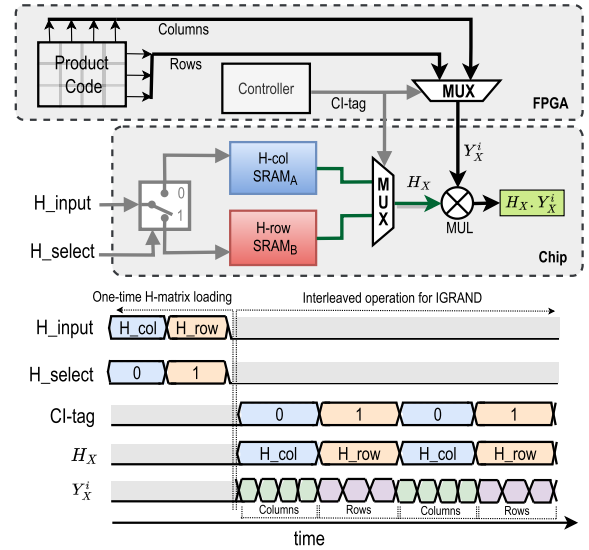 Columns
Product
Code
Rows
Controller
CI-tag
MUX
FPGA
Y_X^i
H_input
H_select
0
1
H-col
SRAM_A
H-row
SRAM_B
M
U
X
H_X
MUL
H_X . Y_X^i
Chip
One-time H-matrix loading
Interleaved operation for IGRAND
H_input
H_col
H_row
H_select
0
1
CI-tag
0
1
0
1
H_X
H_col
H_row
H_col
H_row
Y_X^i
Columns
Rows
Columns
Rows
time